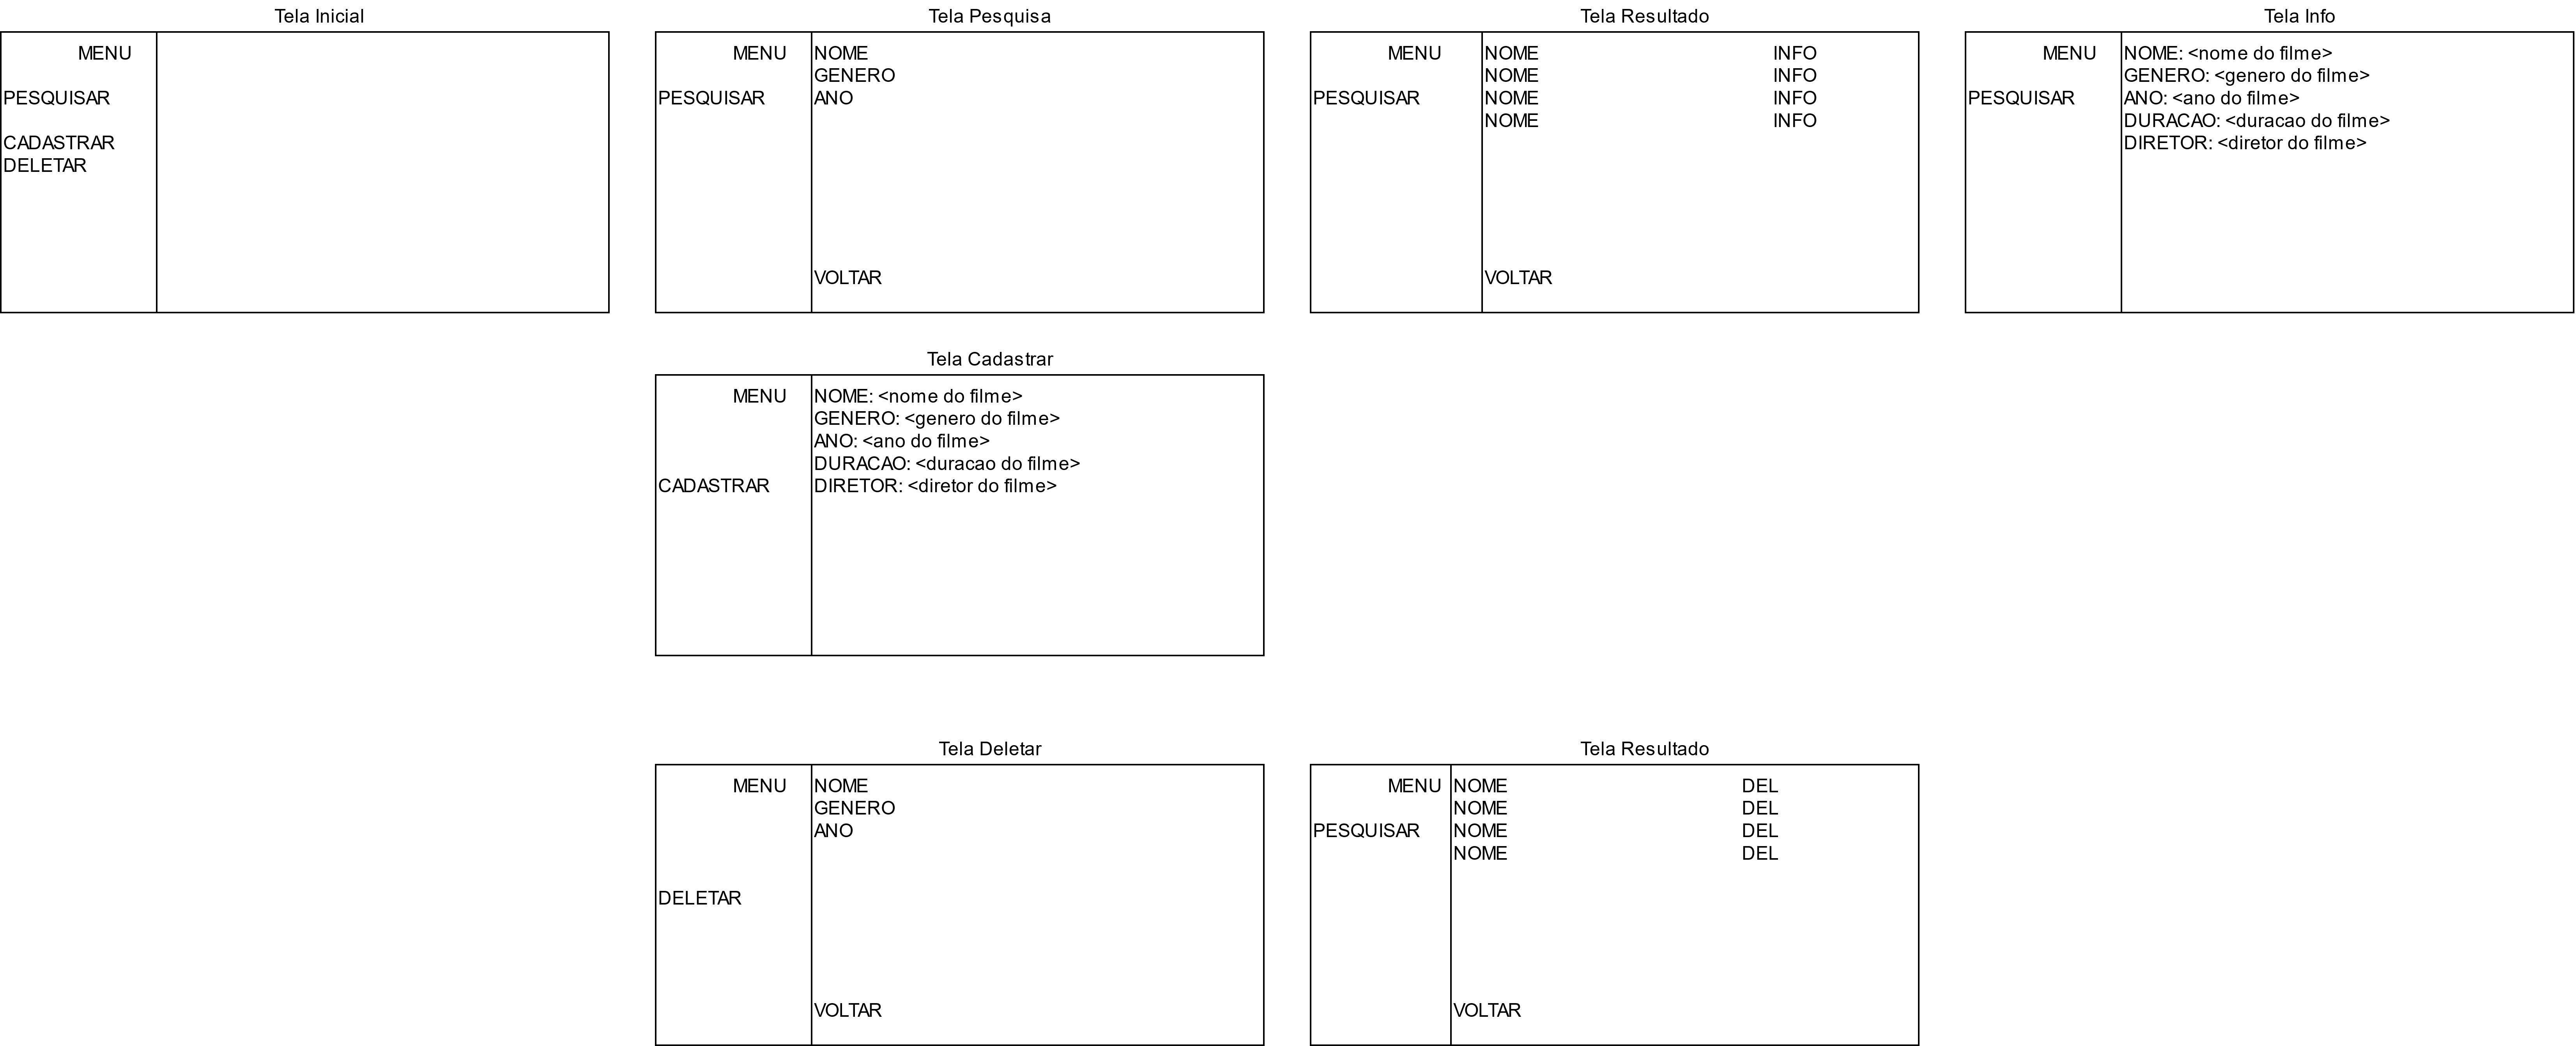 Tela Inicial
MENU
PESQUISAR
CADASTRAR
DELETAR
Tela Pesquisa
MENU
PESQUISAR
NOME
GENERO
ANO
VOLTAR
Tela Resultado
MENU
PESQUISAR
NOME INFO
NOME INFO
NOME INFO
NOME INFO
VOLTAR
Tela Info
MENU
PESQUISAR
NOME: <nome do filme>
GENERO: <genero do filme>
ANO: <ano do filme>
DURACAO: <duracao do filme>
DIRETOR: <diretor do filme>
Tela Cadastrar
MENU
CADASTRAR
NOME: <nome do filme>
GENERO: <genero do filme>
ANO: <ano do filme>
DURACAO: <duracao do filme>
DIRETOR: <diretor do filme>
Tela Deletar
MENU
DELETAR
NOME
GENERO
ANO
VOLTAR
Tela Resultado
MENU
PESQUISAR
NOME DEL
NOME DEL
NOME DEL
NOME DEL
VOLTAR